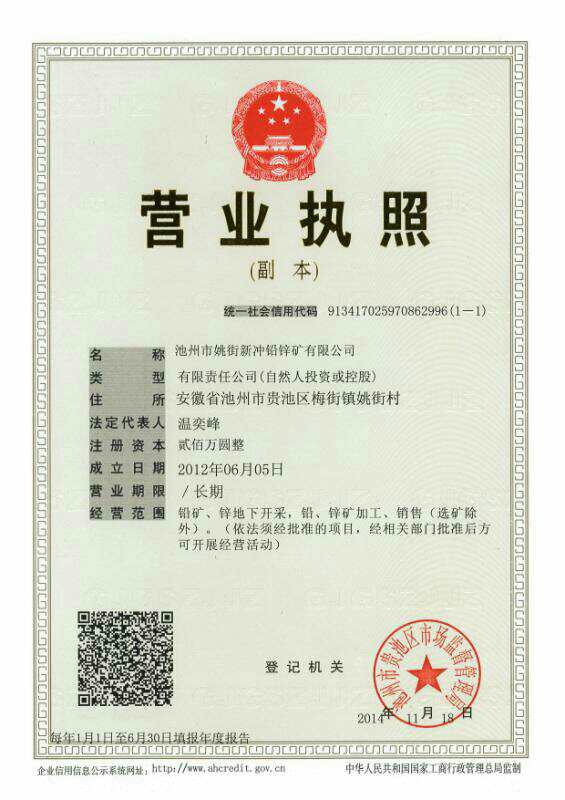 营业执照
(副 本)
统一社会信用代码 913417025970862996(1-1)
名 称 池州市姚街新冲铅锌矿有限公司
类 型 有限责任公司(自然人投资或控股)
住 所 安徽省池州市贵池区梅街镇姚街村
法定代表人 温奕峰
注册资本 贰佰万圆整
成立日期 2012年06月05日
营业期限 /长期
经营范围 铅矿、锌地下开采，铅、锌矿加工、销售（选矿除
外）。（依法须经批准的项目，经相关部门批准后方
可开展经营活动）
登记机关
池州市贵池区市场监督管理局
2014年 11月 18日
每年1月1日至6月30日填报年度报告
企业信用信息公示系统网址：http://www.ahcredit.gov.cn
中华人民共和国国家工商行政管理总局监制